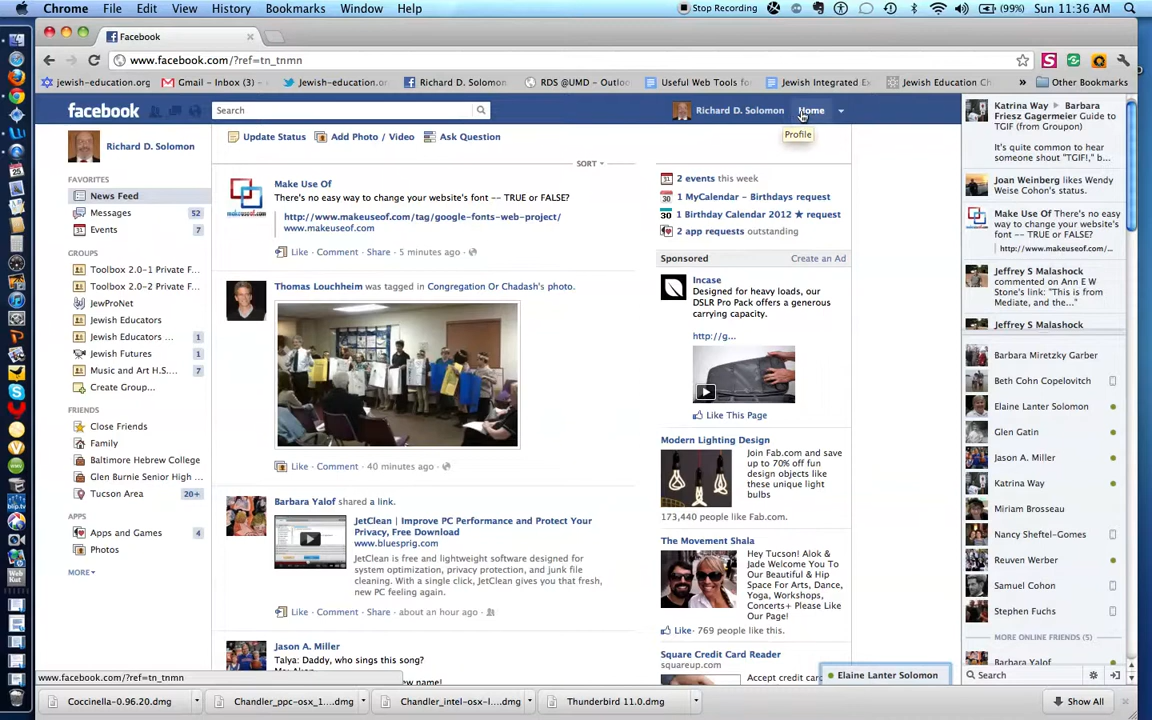 Chrome File Edit View History Bookmarks Window Help Stop Recording (99%) Sun 11:36 AM
Facebook
www.facebook.com/?ref=tn_tnmn
jewish-education.org Gmail - Inbox (3) -... Twitter/Jewish-educati... Richard D. Solomon RDS @UMD - Outlo... Useful Web Tools for... Jewish Integrated Ex... Jewish Education Ch... » Other Bookmarks
facebook Search Richard D. Solomon Home
Profile
Richard D. Solomon
FAVORITES
News Feed
Messages 52
Events 7
GROUPS
Toolbox 2.0-1 Private F...
Toolbox 2.0-2 Private F...
JewProNet
Jewish Educators
Jewish Educators ... 1
Jewish Futures 1
Music and Art H.S.... 7
Create Group...
FRIENDS
Close Friends
Family
Baltimore Hebrew College
Glen Burnie Senior High ...
Tucson Area 20+
APPS
Apps and Games 4
Photos
MORE
Update Status Add Photo / Video Ask Question
SORT
Make Use Of
There's no easy way to change your website's font -- TRUE or FALSE?
http://www.makeuseof.com/tag/google-fonts-web-project/
www.makeuseof.com
Like · Comment · Share · 5 minutes ago ·
Thomas Louchheim was tagged in Congregation Or Chadash's photo.
Like · Comment · 40 minutes ago ·
Barbara Yalof shared a link.
JetClean | Improve PC Performance and Protect Your
Privacy, Free Download
www.bluesprig.com
JetClean is free and lightweight software designed for
system optimization, privacy protection, and junk file
cleaning. With a single click, JetClean gives you that fresh,
new PC feeling again.
Like · Comment · Share · about an hour ago ·
Jason A. Miller
Talya: Daddy, who sings this song?
2 events this week
1 MyCalendar - Birthdays request
1 Birthday Calendar 2012 ★ request
2 app requests outstanding
Sponsored Create an Ad
Incase
Designed for heavy loads, our
DSLR Pro Pack offers a generous
carrying capacity.
http://g...
Like This Page
Modern Lighting Design
Join Fab.com and save
up to 70% off fun
design objects like
these unique light
bulbs
173,440 people like Fab.com.
The Movement Shala
Hey Tucson! Alok &
Jade Welcome You To
Our Beautiful & Hip
Space For Arts, Dance,
Yoga, Workshops,
Concerts+ Please Like
Our Page!
Like · 769 people like this.
Square Credit Card Reader
squareup.com
Elaine Lanter Solomon
Katrina Way ▸ Barbara
Friesz Gagermeier Guide to
TGIF (from Groupon)
It's quite common to hear
someone shout "TGIF!," b...
Joan Weinberg likes Wendy
Weise Cohon's status.
Make Use Of There's no easy
way to change your website's
font -- TRUE or FALSE?
http://www.makeuseof.com/...
Jeffrey S Malashock
commented on Ann E W
Stone's link: "This is from
Mediate, and the..."
Jeffrey S Malashock
Barbara Miretzky Garber
Beth Cohn Copelovitch
Elaine Lanter Solomon
Glen Gatin
Jason A. Miller
Katrina Way
Miriam Brosseau
Nancy Sheftel-Gomes
Reuven Werber
Samuel Cohon
Stephen Fuchs
MORE ONLINE FRIENDS (5)
Barbara Yalof
Search
www.facebook.com/?ref=tn_tnmn
Coccinella-0.96.20.dmg Chandler_ppc-osx_1....dmg Chandler_intel-osx-l....dmg Thunderbird 11.0.dmg Show All